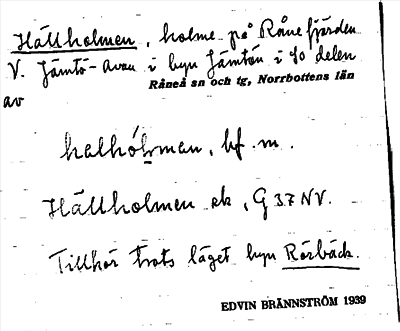 Hällholmen, holme på Råne fjärden
V. Jämtö-avan i byn Jämtön i SO delen
Råneå sn och tg, Norrbottens län
av
halhólman, bf. m.
Hällholmen ek, G 37 NV.
Tillhör trots läget byn Rörbäck.
EDVIN BRÄNNSTRÖM 1939